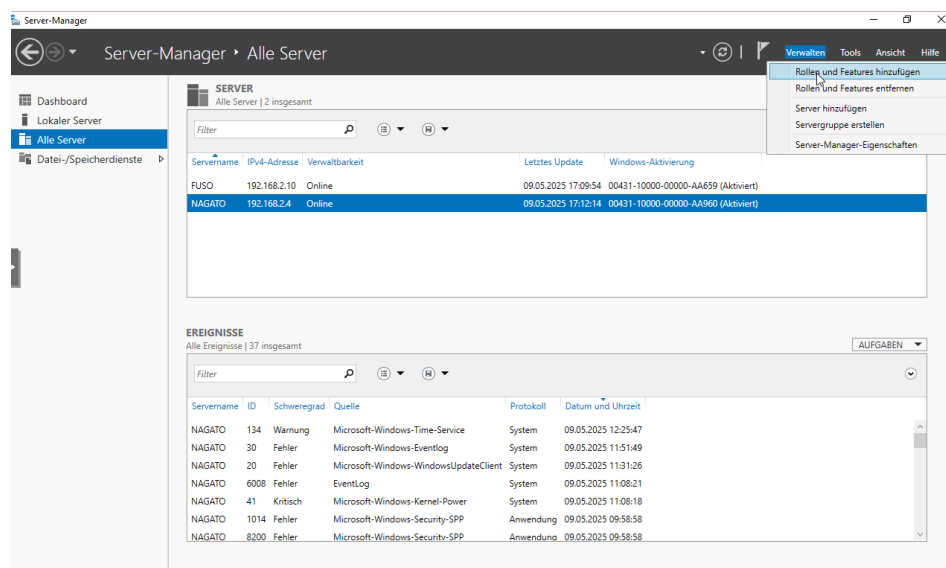 Server-Manager
Server-Manager ‣ Alle Server
Verwalten Tools Ansicht Hilfe
Rollen und Features hinzufügen
Rollen und Features entfernen
Server hinzufügen
Servergruppe erstellen
Server-Manager-Eigenschaften
Dashboard
Lokaler Server
Alle Server
Datei-/Speicherdienste
SERVER
Alle Server | 2 insgesamt
Filter
Servername IPv4-Adresse Verwaltbarkeit Letztes Update Windows-Aktivierung
FUSO 192.168.2.10 Online 09.05.2025 17:09:54 00431-10000-00000-AA659 (Aktiviert)
NAGATO 192.168.2.4 Online 09.05.2025 17:12:14 00431-10000-00000-AA960 (Aktiviert)
EREIGNISSE
Alle Ereignisse | 37 insgesamt
AUFGABEN
Filter
Servername ID Schweregrad Quelle Protokoll Datum und Uhrzeit
NAGATO 134 Warnung Microsoft-Windows-Time-Service System 09.05.2025 12:25:47
NAGATO 30 Fehler Microsoft-Windows-Eventlog System 09.05.2025 11:51:49
NAGATO 20 Fehler Microsoft-Windows-WindowsUpdateClient System 09.05.2025 11:31:26
NAGATO 6008 Fehler EventLog System 09.05.2025 11:08:21
NAGATO 41 Kritisch Microsoft-Windows-Kernel-Power System 09.05.2025 11:08:18
NAGATO 1014 Fehler Microsoft-Windows-Security-SPP Anwendung 09.05.2025 09:58:58
NAGATO 8200 Fehler Microsoft-Windows-Security-SPP Anwendung 09.05.2025 09:58:58